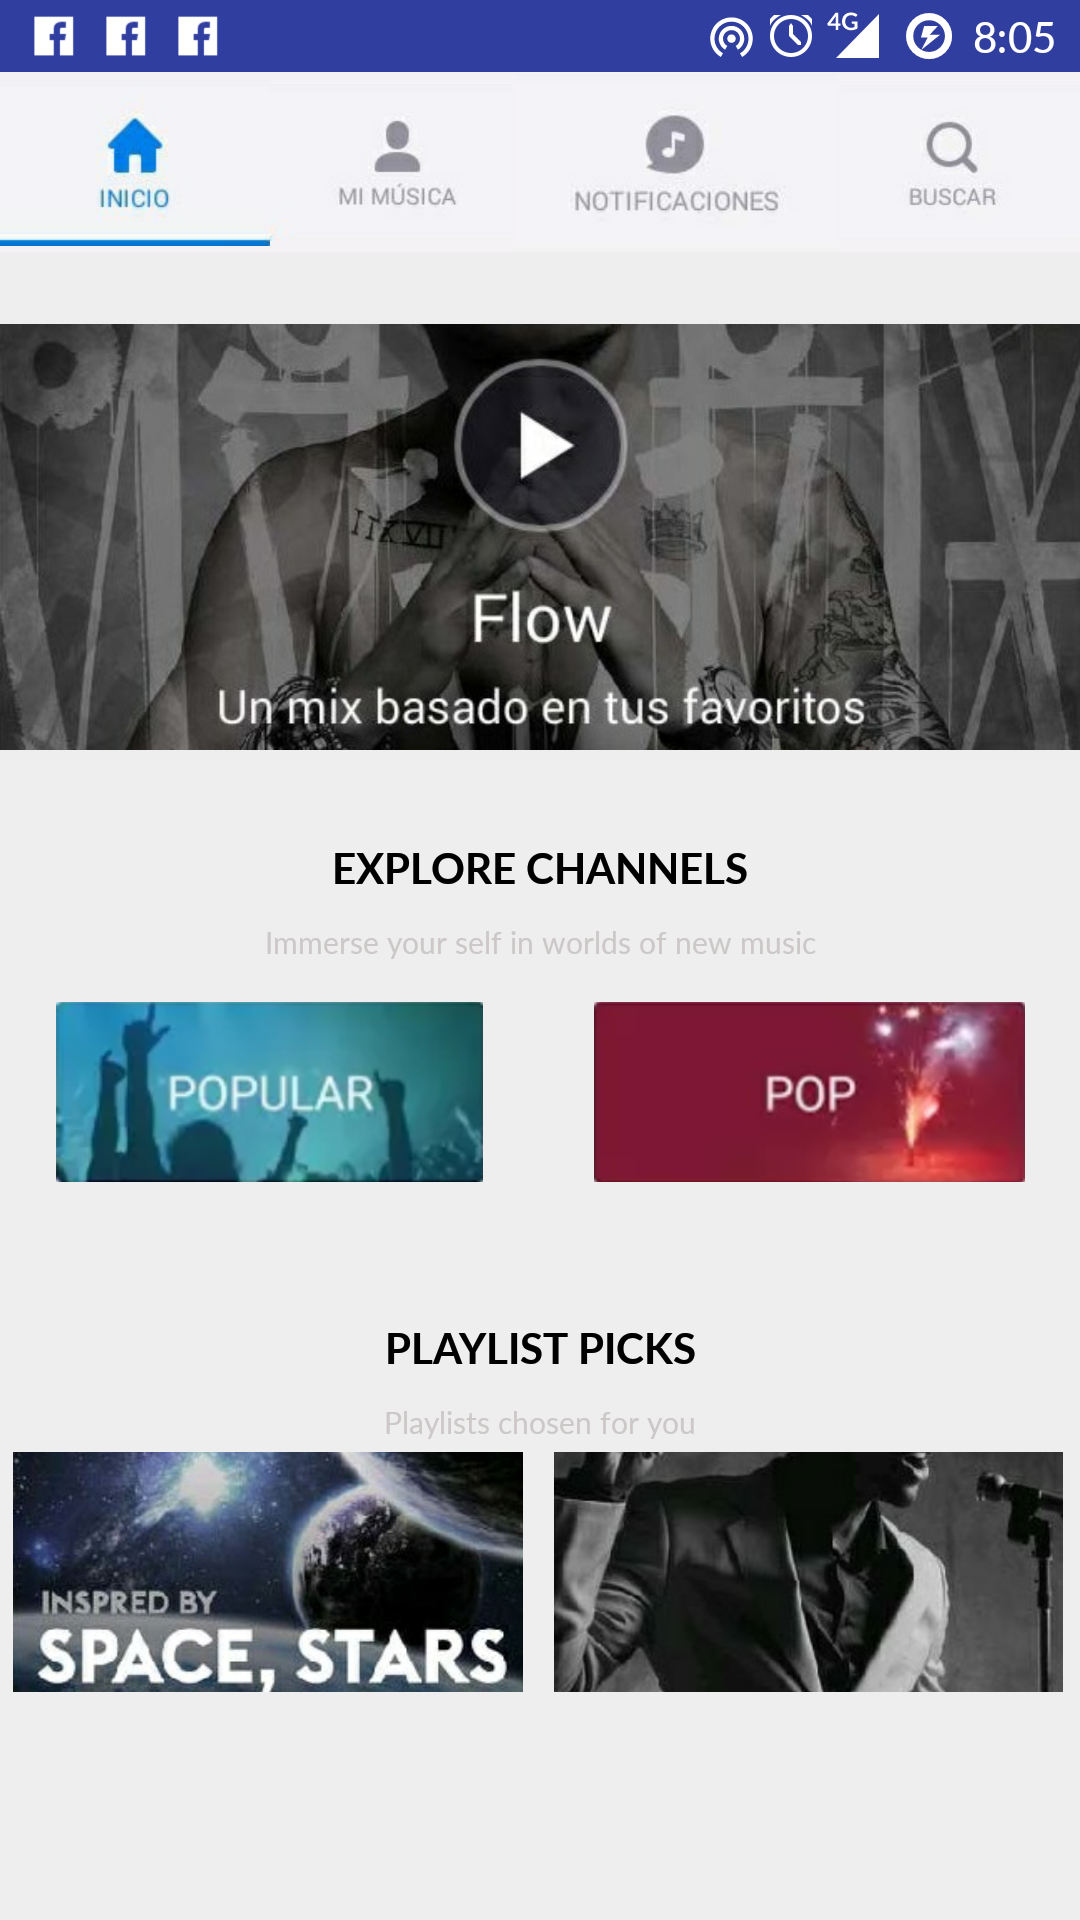 4G 8:05
INICIO MI MÚSICA NOTIFICACIONES BUSCAR
IIXVII
Flow
Un mix basado en tus favoritos
EXPLORE CHANNELS
Immerse your self in worlds of new music
POPULAR POP
PLAYLIST PICKS
Playlists chosen for you
INSPRED BY
SPACE, STARS